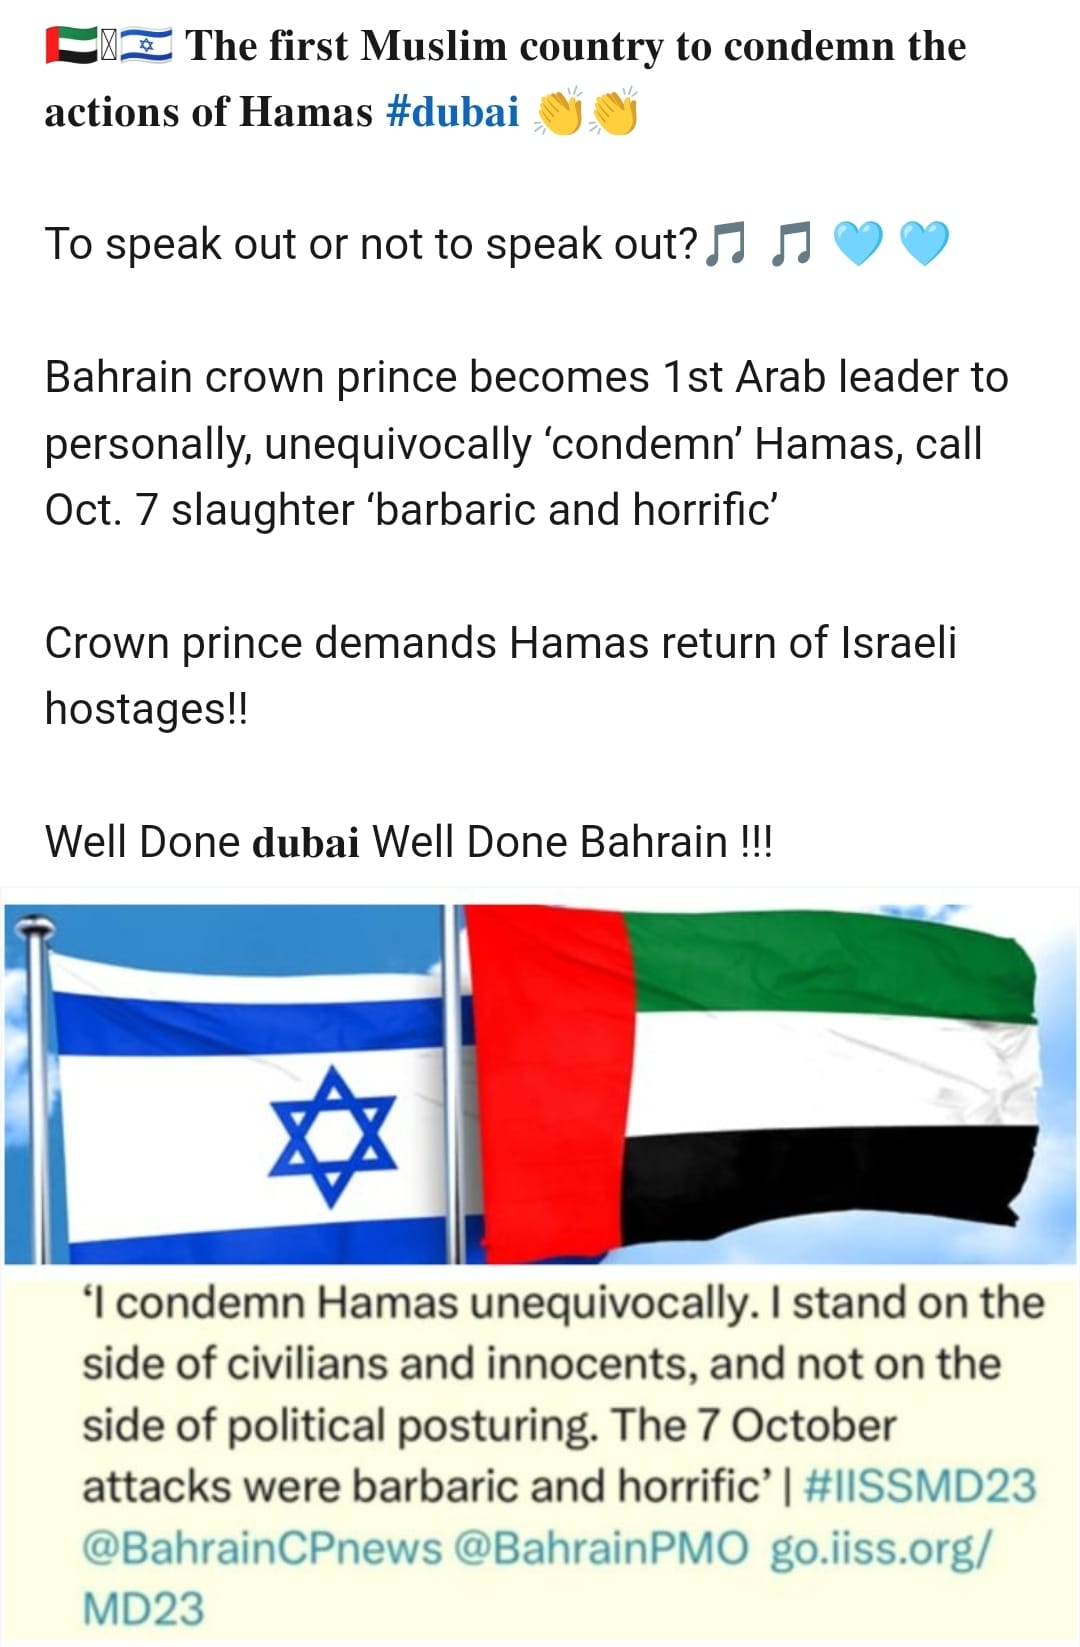 🇦🇪🤝🇮🇱 The first Muslim country to condemn the
actions of Hamas #dubai 👏👏
To speak out or not to speak out?🎵 🎵 🩵 🩵
Bahrain crown prince becomes 1st Arab leader to
personally, unequivocally ‘condemn’ Hamas, call
Oct. 7 slaughter ‘barbaric and horrific’
Crown prince demands Hamas return of Israeli
hostages!!
Well Done dubai Well Done Bahrain !!!
‘I condemn Hamas unequivocally. I stand on the
side of civilians and innocents, and not on the
side of political posturing. The 7 October
attacks were barbaric and horrific’ | #IISSMD23
@BahrainCPnews @BahrainPMO go.iiss.org/
MD23